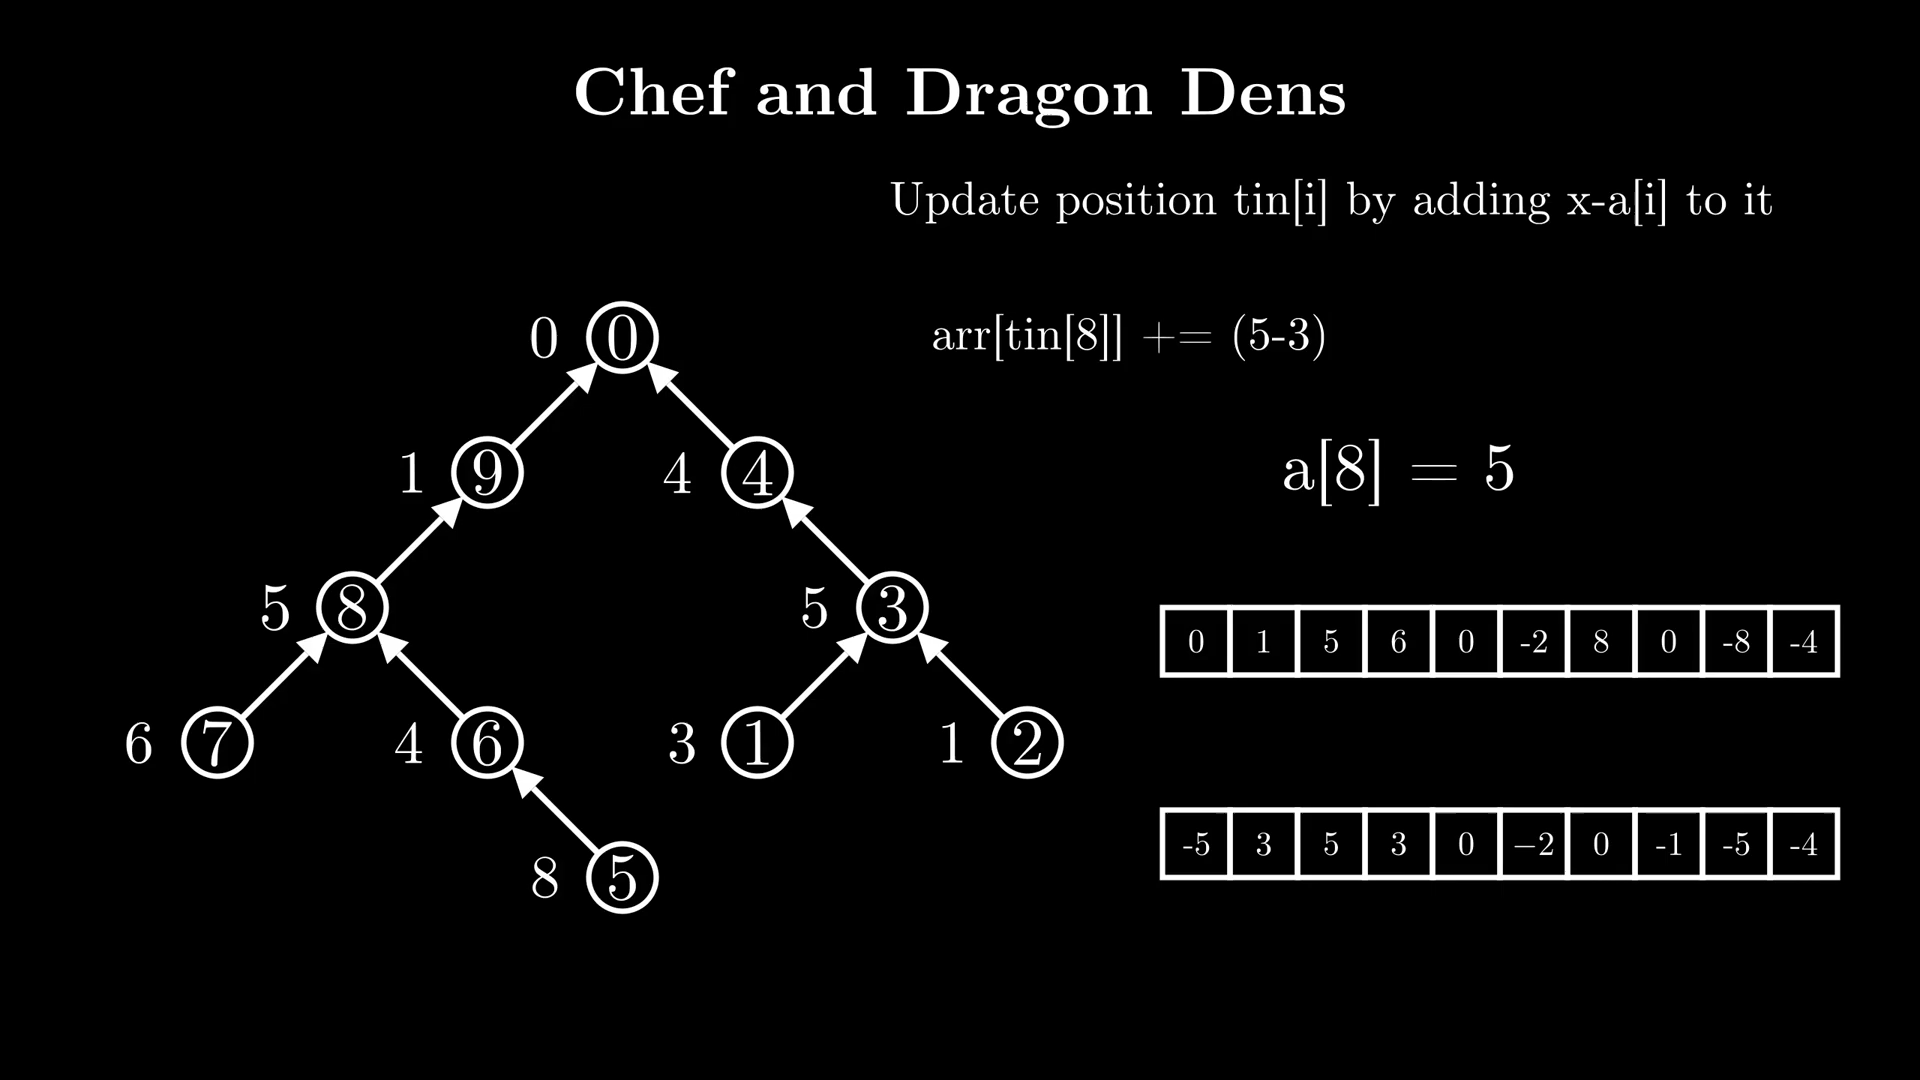 Chef and Dragon Dens
Update position tin[i] by adding x-a[i] to it
0 0
arr[tin[8]] += (5-3)
1 9 4 4
a[8] = 5
5 8 5 3
0 1 5 6 0 -2 8 0 -8 -4
6 7 4 6 3 1 1 2
-5 3 5 3 0 −2 0 -1 -5 -4
8 5